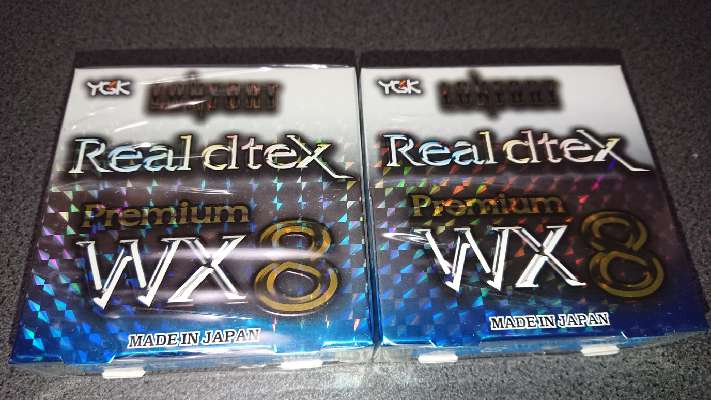 YGK
Real dtex
Premium
WX8
MADE IN JAPAN
YGK
Real dtex
Premium
WX8
MADE IN JAPAN